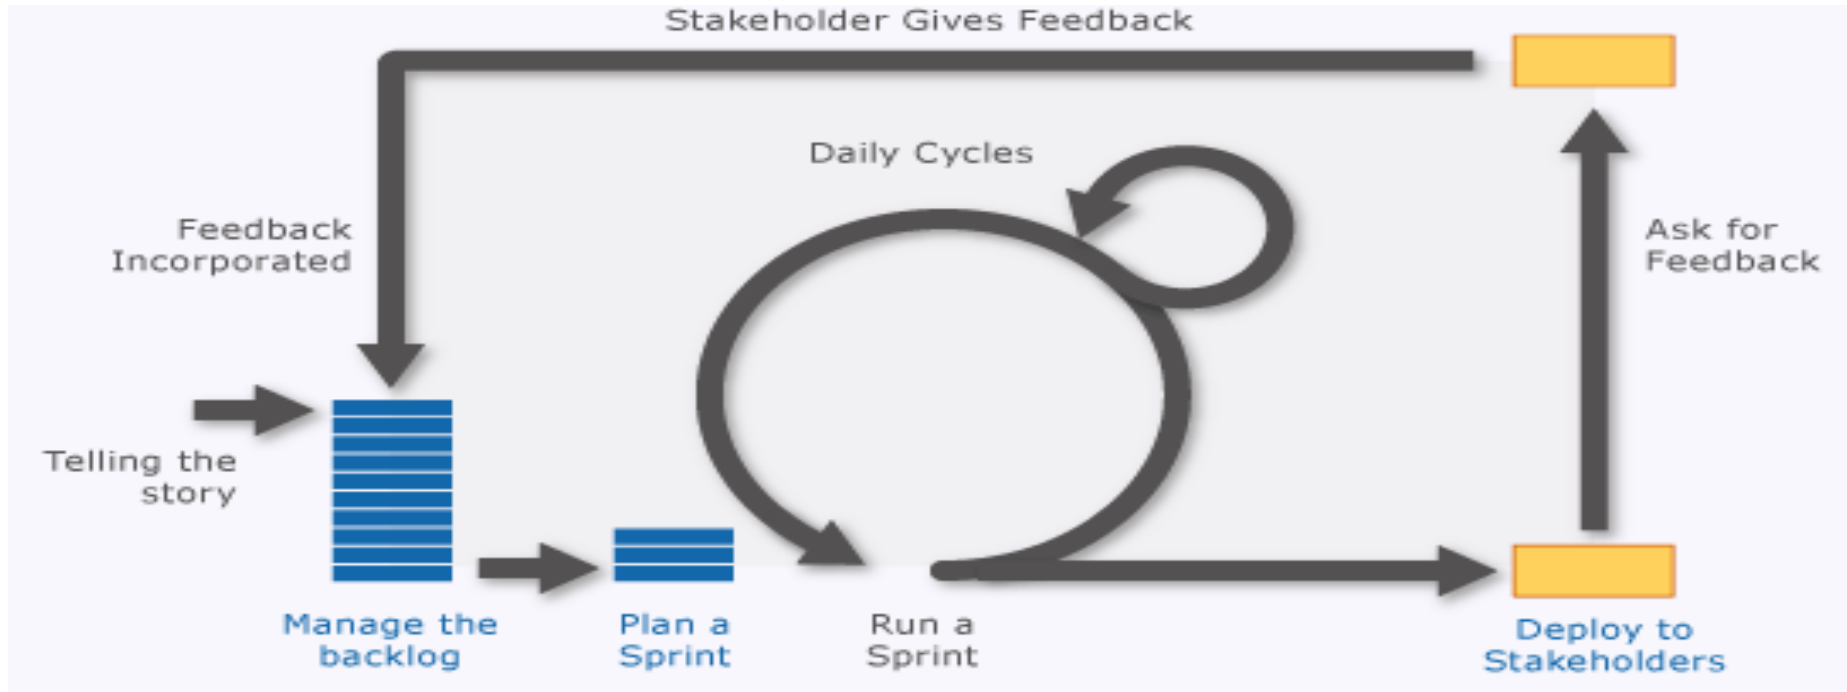 Stakeholder Gives Feedback
Daily Cycles
Feedback
Incorporated
Ask for
Feedback
Telling the
story
Manage the
backlog
Plan a
Sprint
Run a
Sprint
Deploy to
Stakeholders